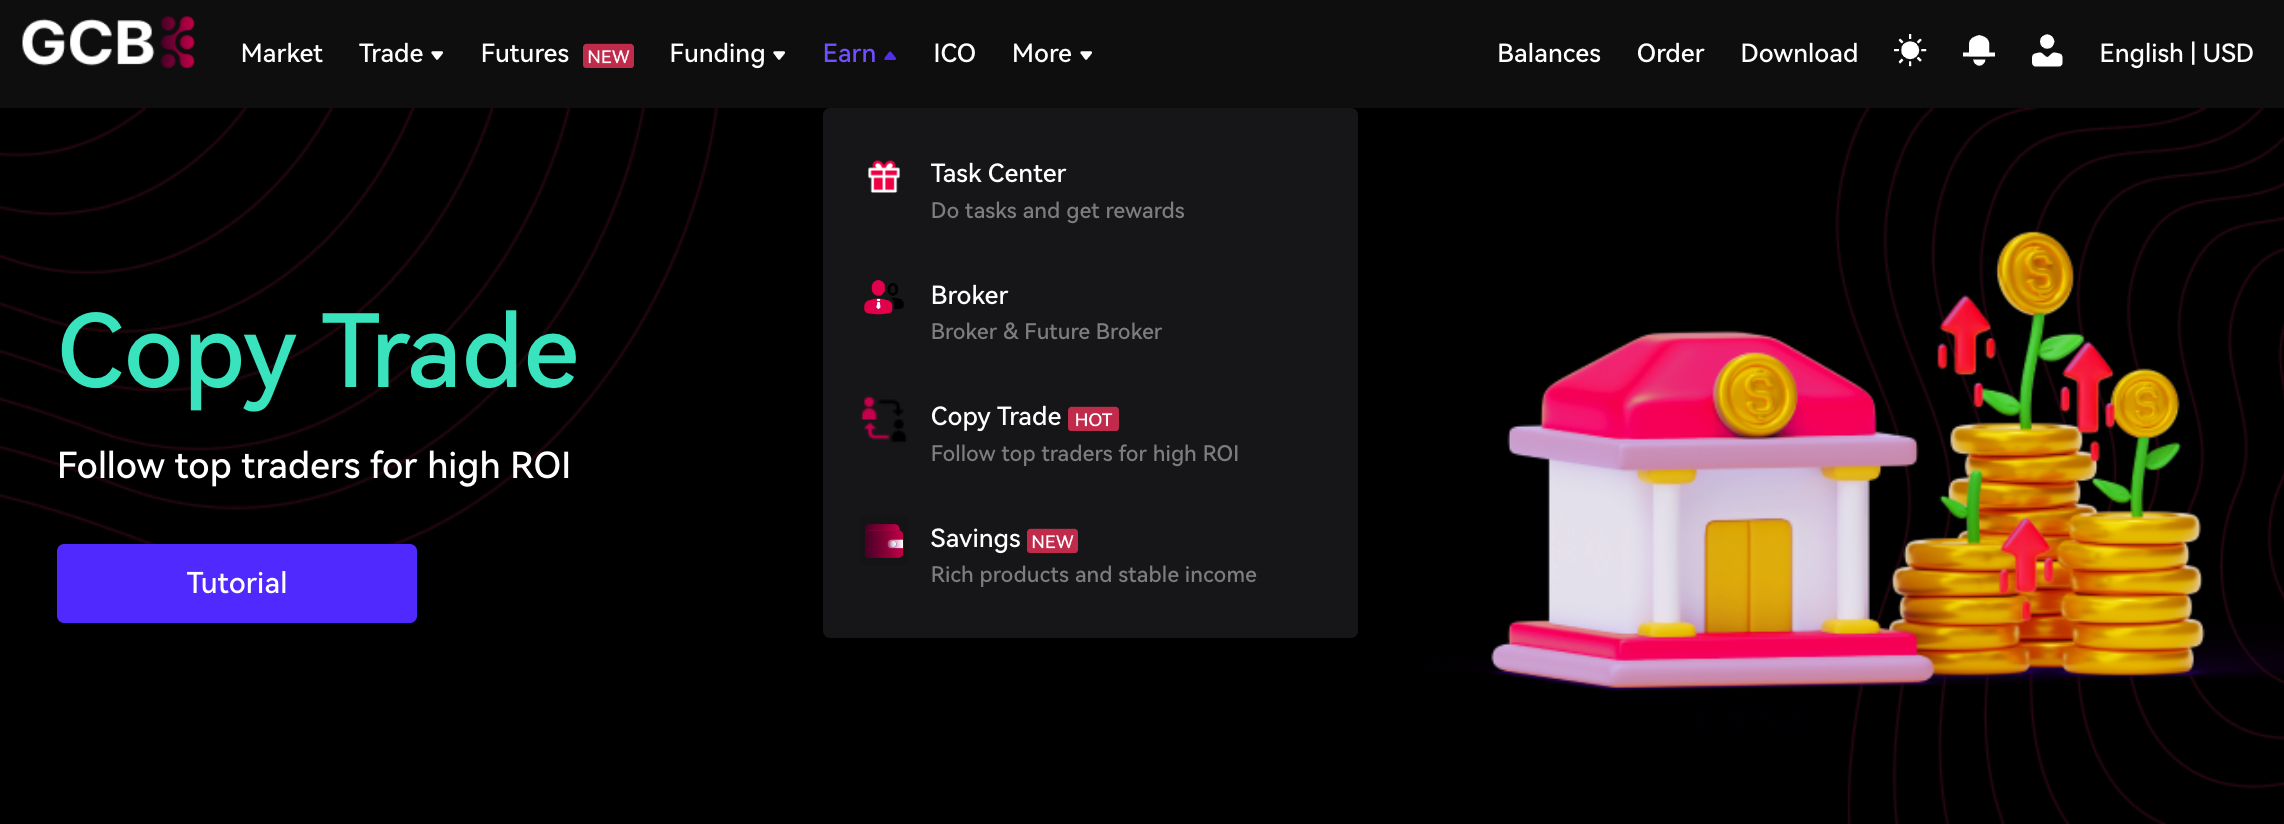 GCB
Market Trade Futures NEW Funding Earn ICO More Balances Order Download English | USD
Task Center
Do tasks and get rewards
Broker
Broker & Future Broker
Copy Trade HOT
Follow top traders for high ROI
Savings NEW
Rich products and stable income
Copy Trade
Follow top traders for high ROI
Tutorial